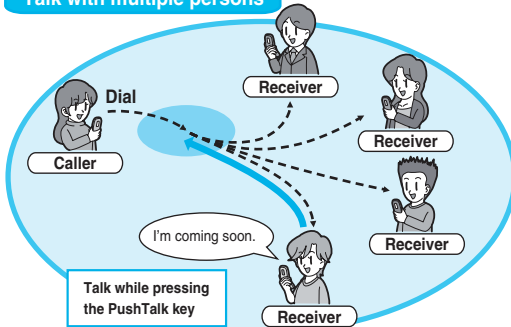 Talk with multiple persons
Dial
Caller
Receiver
Receiver
Receiver
I'm coming soon.
Receiver
Talk while pressing
the PushTalk key